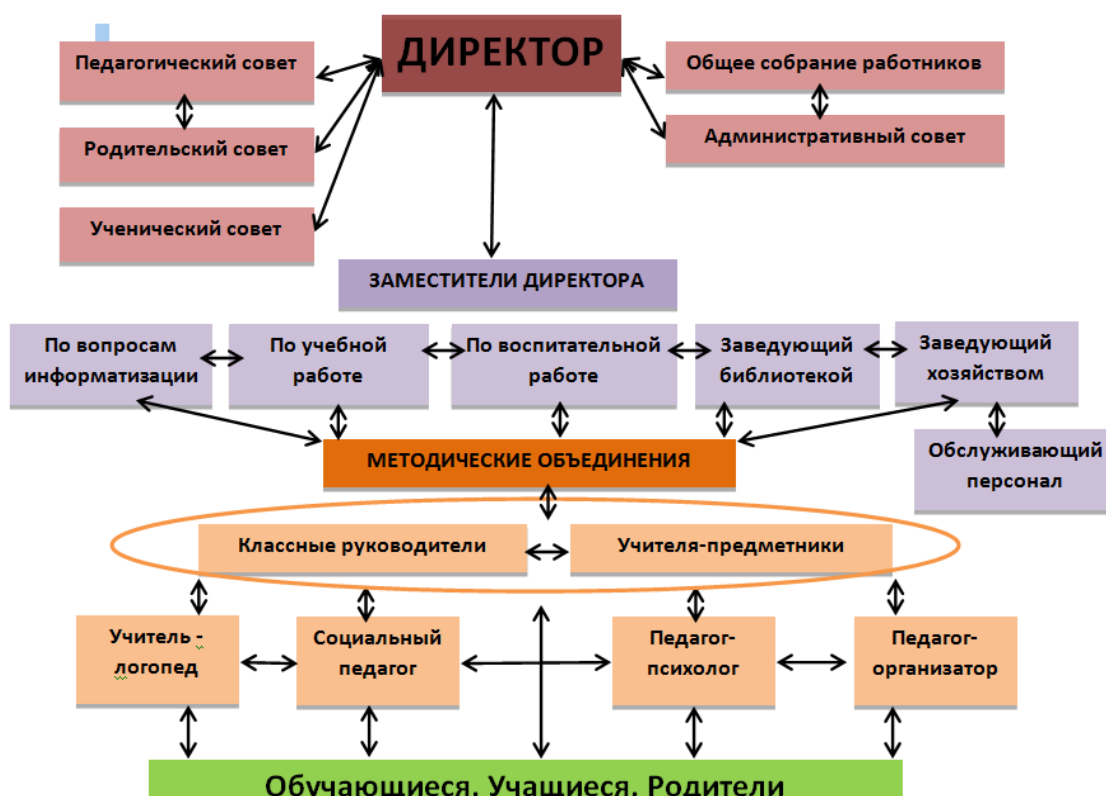 ДИРЕКТОР
Педагогический совет
Родительский совет
Ученический совет
Общее собрание работников
Административный совет
ЗАМЕСТИТЕЛИ ДИРЕКТОРА
По вопросам
информатизации
По учебной
работе
По воспитательной
работе
Заведующий
библиотекой
Заведующий
хозяйством
Обслуживающий
персонал
МЕТОДИЧЕСКИЕ ОБЪЕДИНЕНИЯ
Классные руководители
Учителя-предметники
Учитель -
логопед
Социальный
педагог
Педагог-
психолог
Педагог-
организатор
Обучающиеся, Учащиеся, Родители